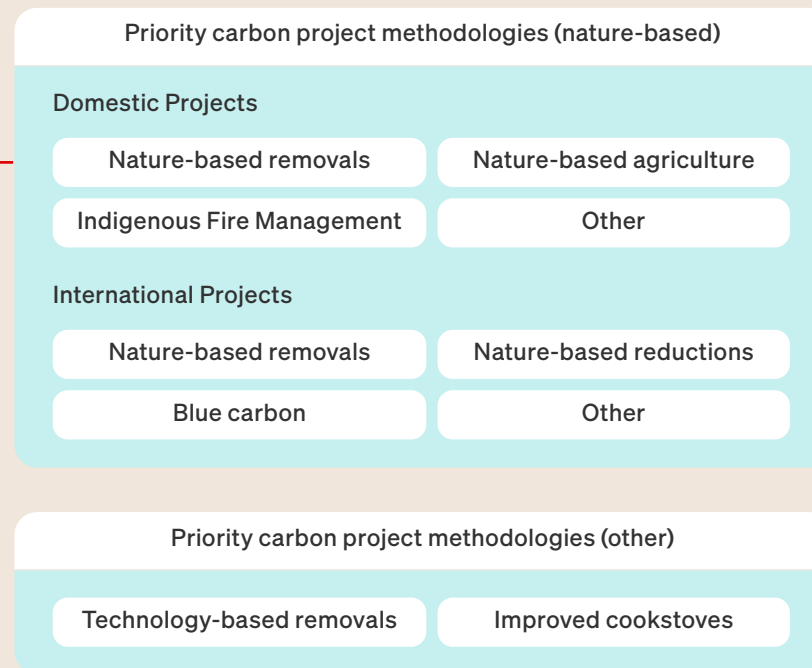 Priority carbon project methodologies (nature-based)
Domestic Projects
Nature-based removals
Nature-based agriculture
Indigenous Fire Management
Other
International Projects
Nature-based removals
Nature-based reductions
Blue carbon
Other
Priority carbon project methodologies (other)
Technology-based removals
Improved cookstoves